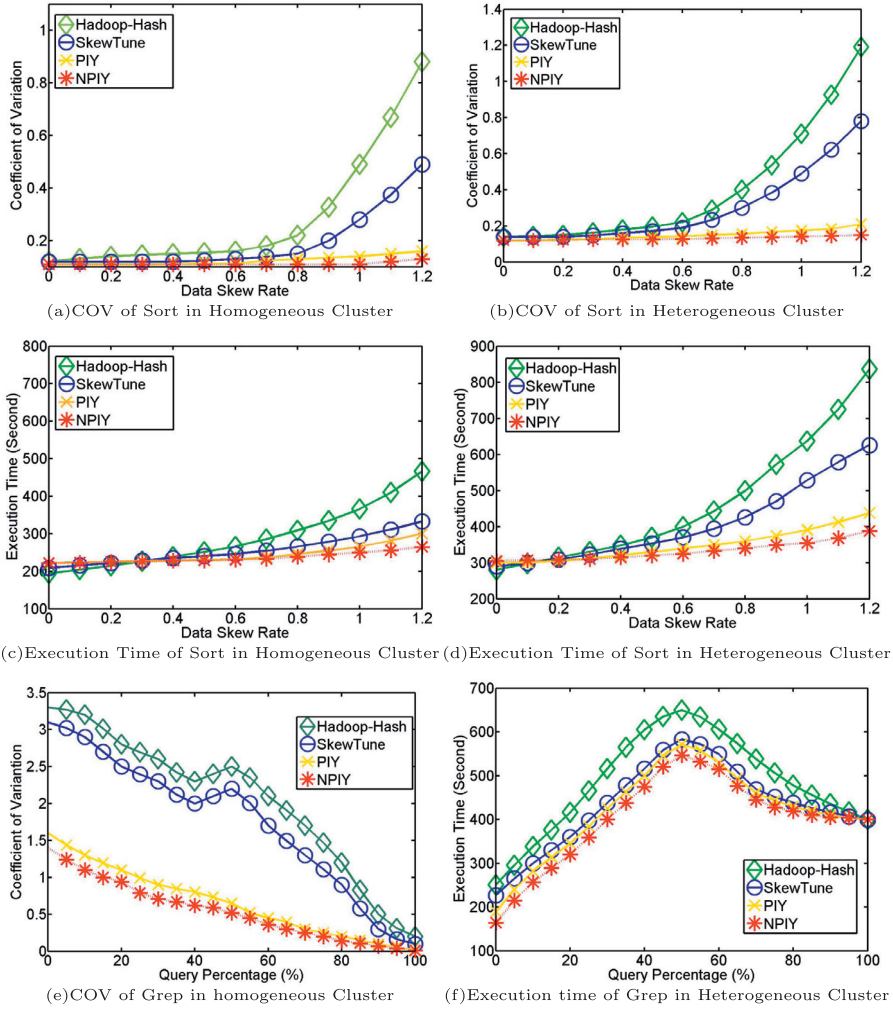 1
0.8
0.6
0.4
0.2
0 0.2 0.4 0.6 0.8 1 1.2
Coefficient of Variation
Data Skew Rate
Hadoop-Hash
SkewTune
PIY
NPIY
(a)COV of Sort in Homogeneous Cluster
1.4
1.2
1
0.8
0.6
0.4
0.2
0
0 0.2 0.4 0.6 0.8 1 1.2
Coefficient of Variation
Data Skew Rate
Hadoop-Hash
SkewTune
PIY
NPIY
(b)COV of Sort in Heterogeneous Cluster
800
700
600
500
400
300
200
100
0 0.2 0.4 0.6 0.8 1 1.2
Execution Time (Second)
Data Skew Rate
Hadoop-Hash
SkewTune
PIY
NPIY
(c)Execution Time of Sort in Homogeneous Cluster
900
800
700
600
500
400
300
200
0 0.2 0.4 0.6 0.8 1 1.2
Execution Time (Second)
Data Skew Rate
Hadoop-Hash
SkewTune
PIY
NPIY
(d)Execution Time of Sort in Heterogeneous Cluster
3.5
3
2.5
2
1.5
1
0.5
0
0 20 40 60 80 100
Coefficient of Variantion
Query Percentage (%)
Hadoop-Hash
SkewTune
PIY
NPIY
(e)COV of Grep in homogeneous Cluster
700
600
500
400
300
200
100
0 20 40 60 80 100
Execution Time (Second)
Query Percentage (%)
Hadoop-Hash
SkewTune
PIY
NPIY
(f)Execution time of Grep in Heterogeneous Cluster